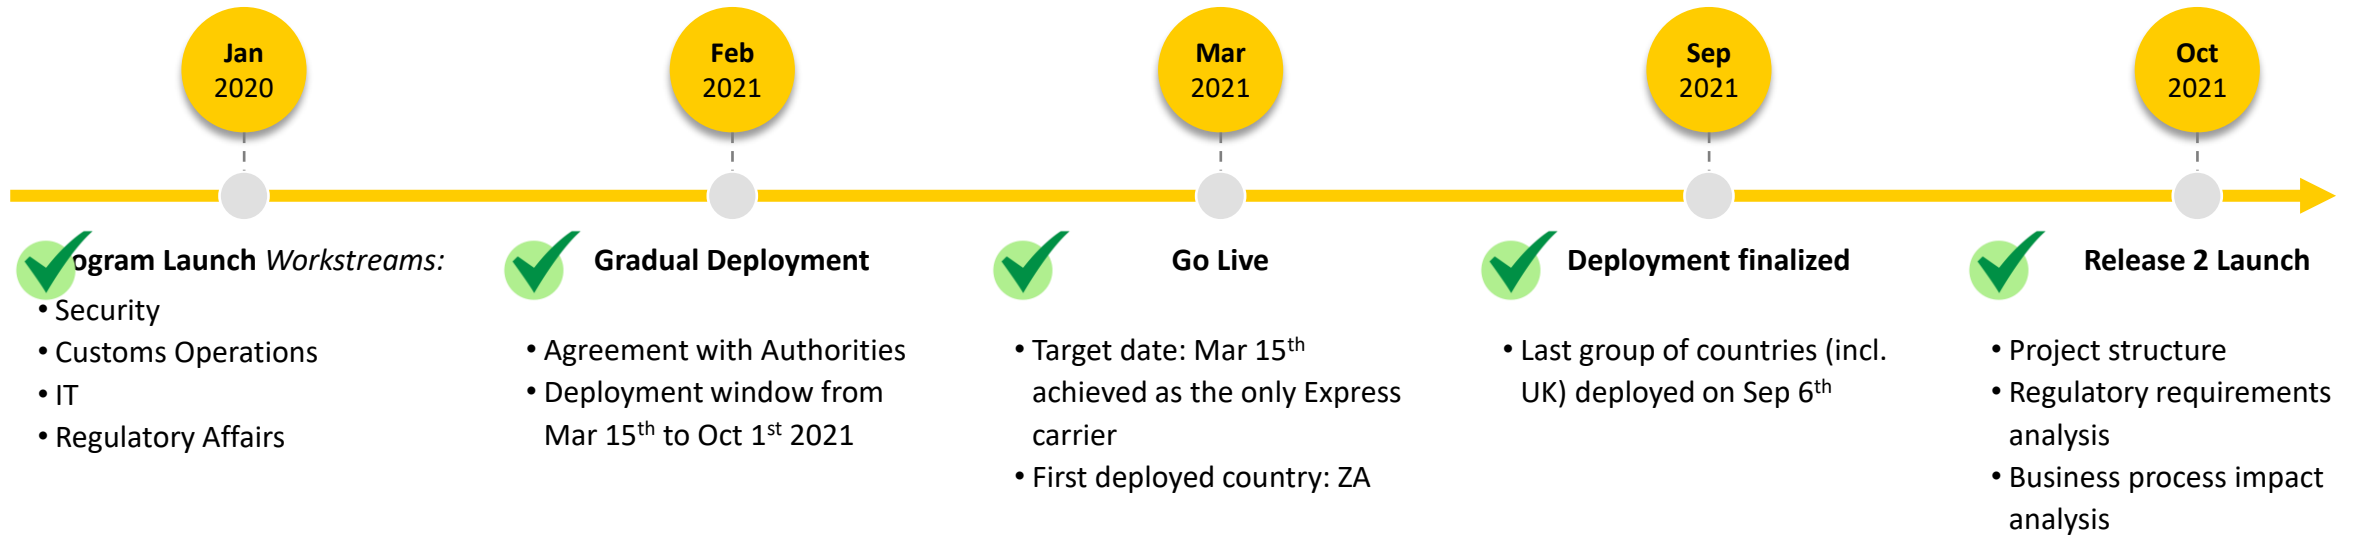 Jan
2020
Feb
2021
Mar
2021
Sep
2021
Oct
2021
ogram Launch Workstreams:
• Security
• Customs Operations
• IT
• Regulatory Affairs
Gradual Deployment
• Agreement with Authorities
• Deployment window from
Mar 15th to Oct 1st 2021
Go Live
• Target date: Mar 15th
achieved as the only Express
carrier
• First deployed country: ZA
Deployment finalized
• Last group of countries (incl.
UK) deployed on Sep 6th
Release 2 Launch
• Project structure
• Regulatory requirements
analysis
• Business process impact
analysis